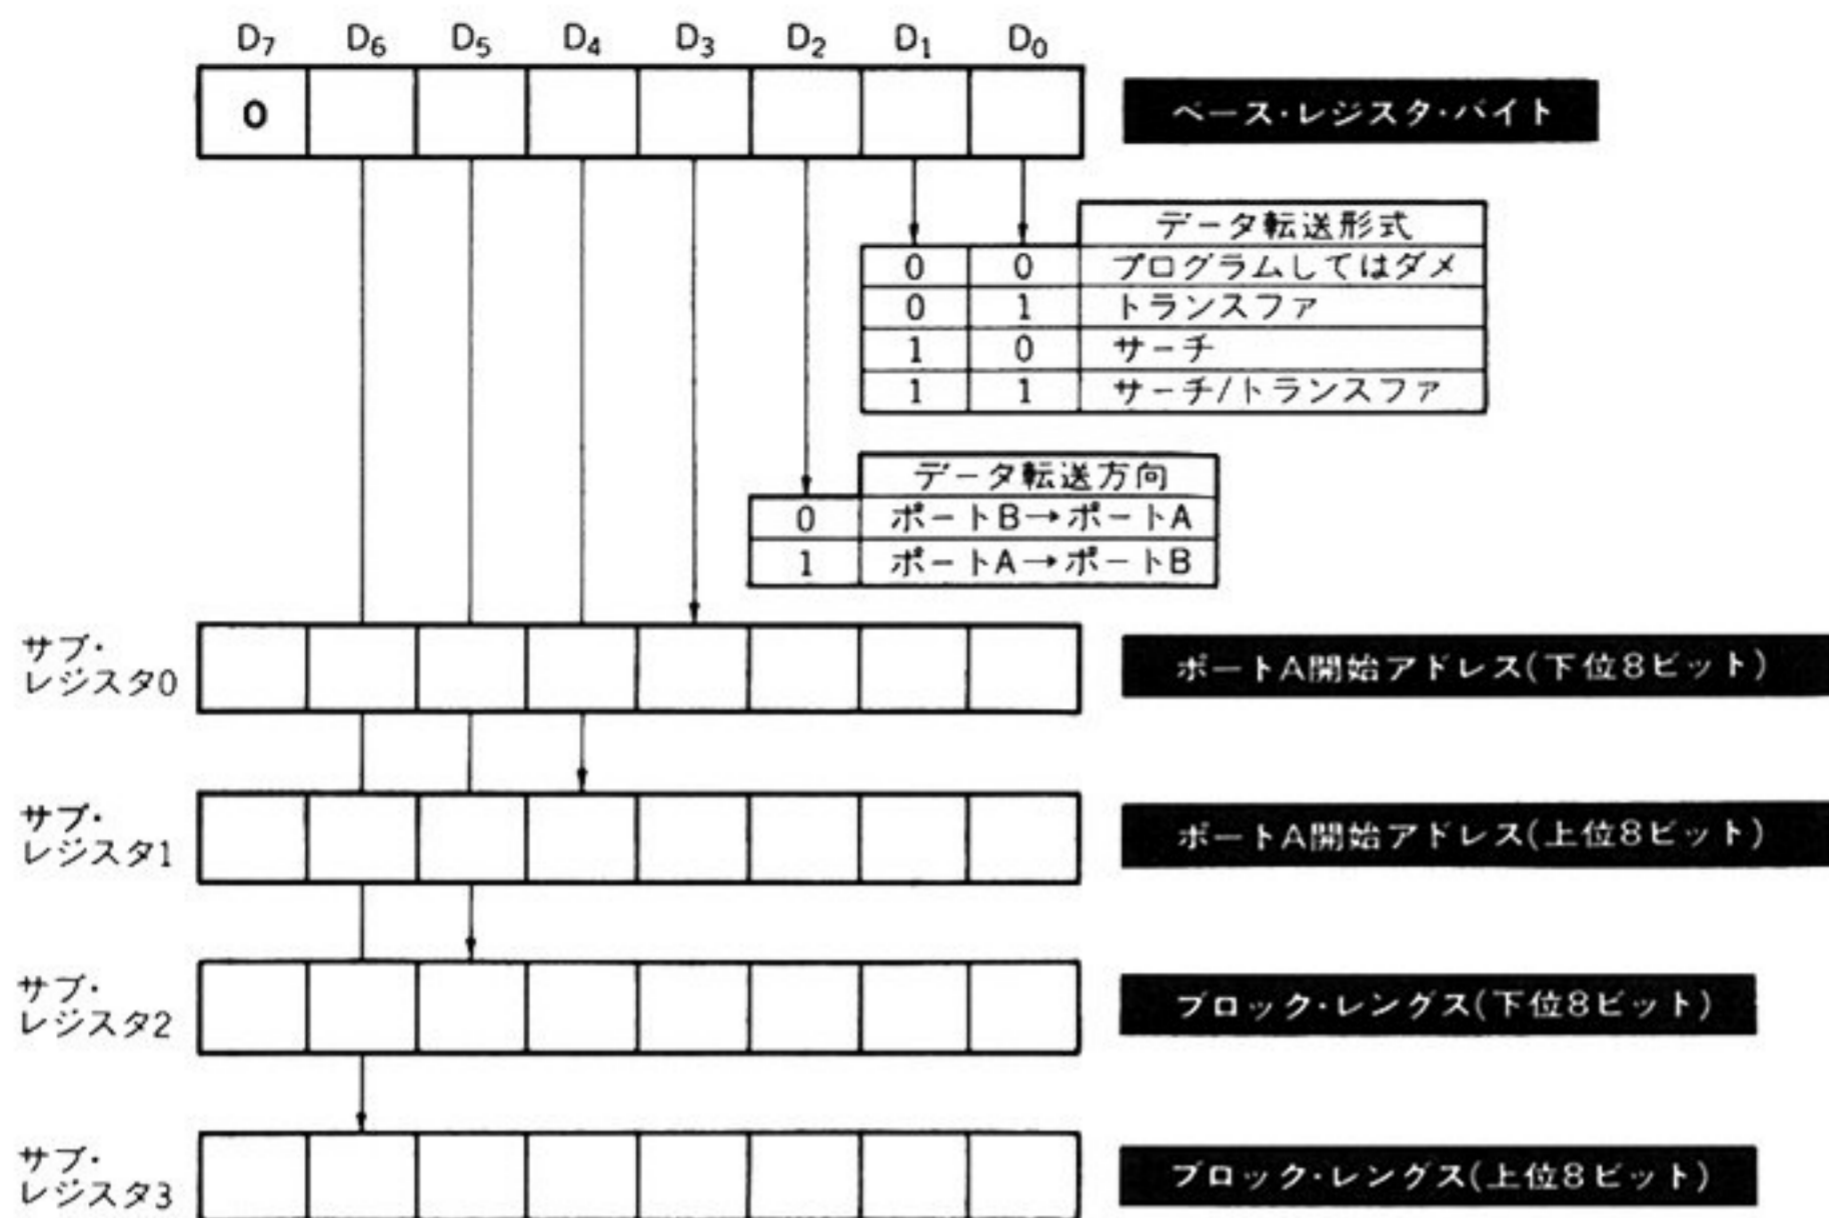 D7 D6 D5 D4 D3 D2 D1 D0
0
ベース・レジスタ・バイト
データ転送形式
0 0 プログラムしてはダメ
0 1 トランスファ
1 0 サーチ
1 1 サーチ/トランスファ
データ転送方向
0 ポートB→ポートA
1 ポートA→ポートB
サブ・
レジスタ0
ポートA開始アドレス(下位8ビット)
サブ・
レジスタ1
ポートA開始アドレス(上位8ビット)
サブ・
レジスタ2
ブロック・レングス(下位8ビット)
サブ・
レジスタ3
ブロック・レングス(上位8ビット)